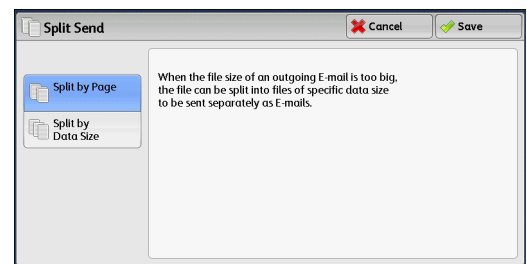 Split Send
Cancel
Save
Split by Page
Split by
Data Size
When the file size of an outgoing E-mail is too big,
the file can be split into files of specific data size
to be sent separately as E-mails.